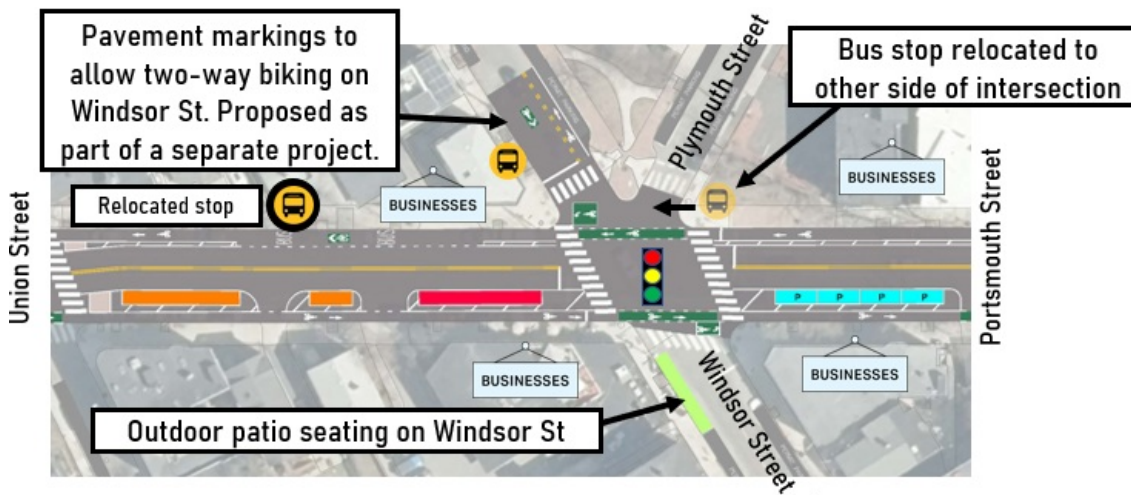 Pavement markings to
allow two-way biking on
Windsor St. Proposed as
part of a separate project.
Plymouth Street
Bus stop relocated to
other side of intersection
Relocated stop
BUSINESSES
BUSINESSES
Union Street
Portsmouth Street
P P P P
BUSINESSES
BUSINESSES
Windsor Street
Outdoor patio seating on Windsor St